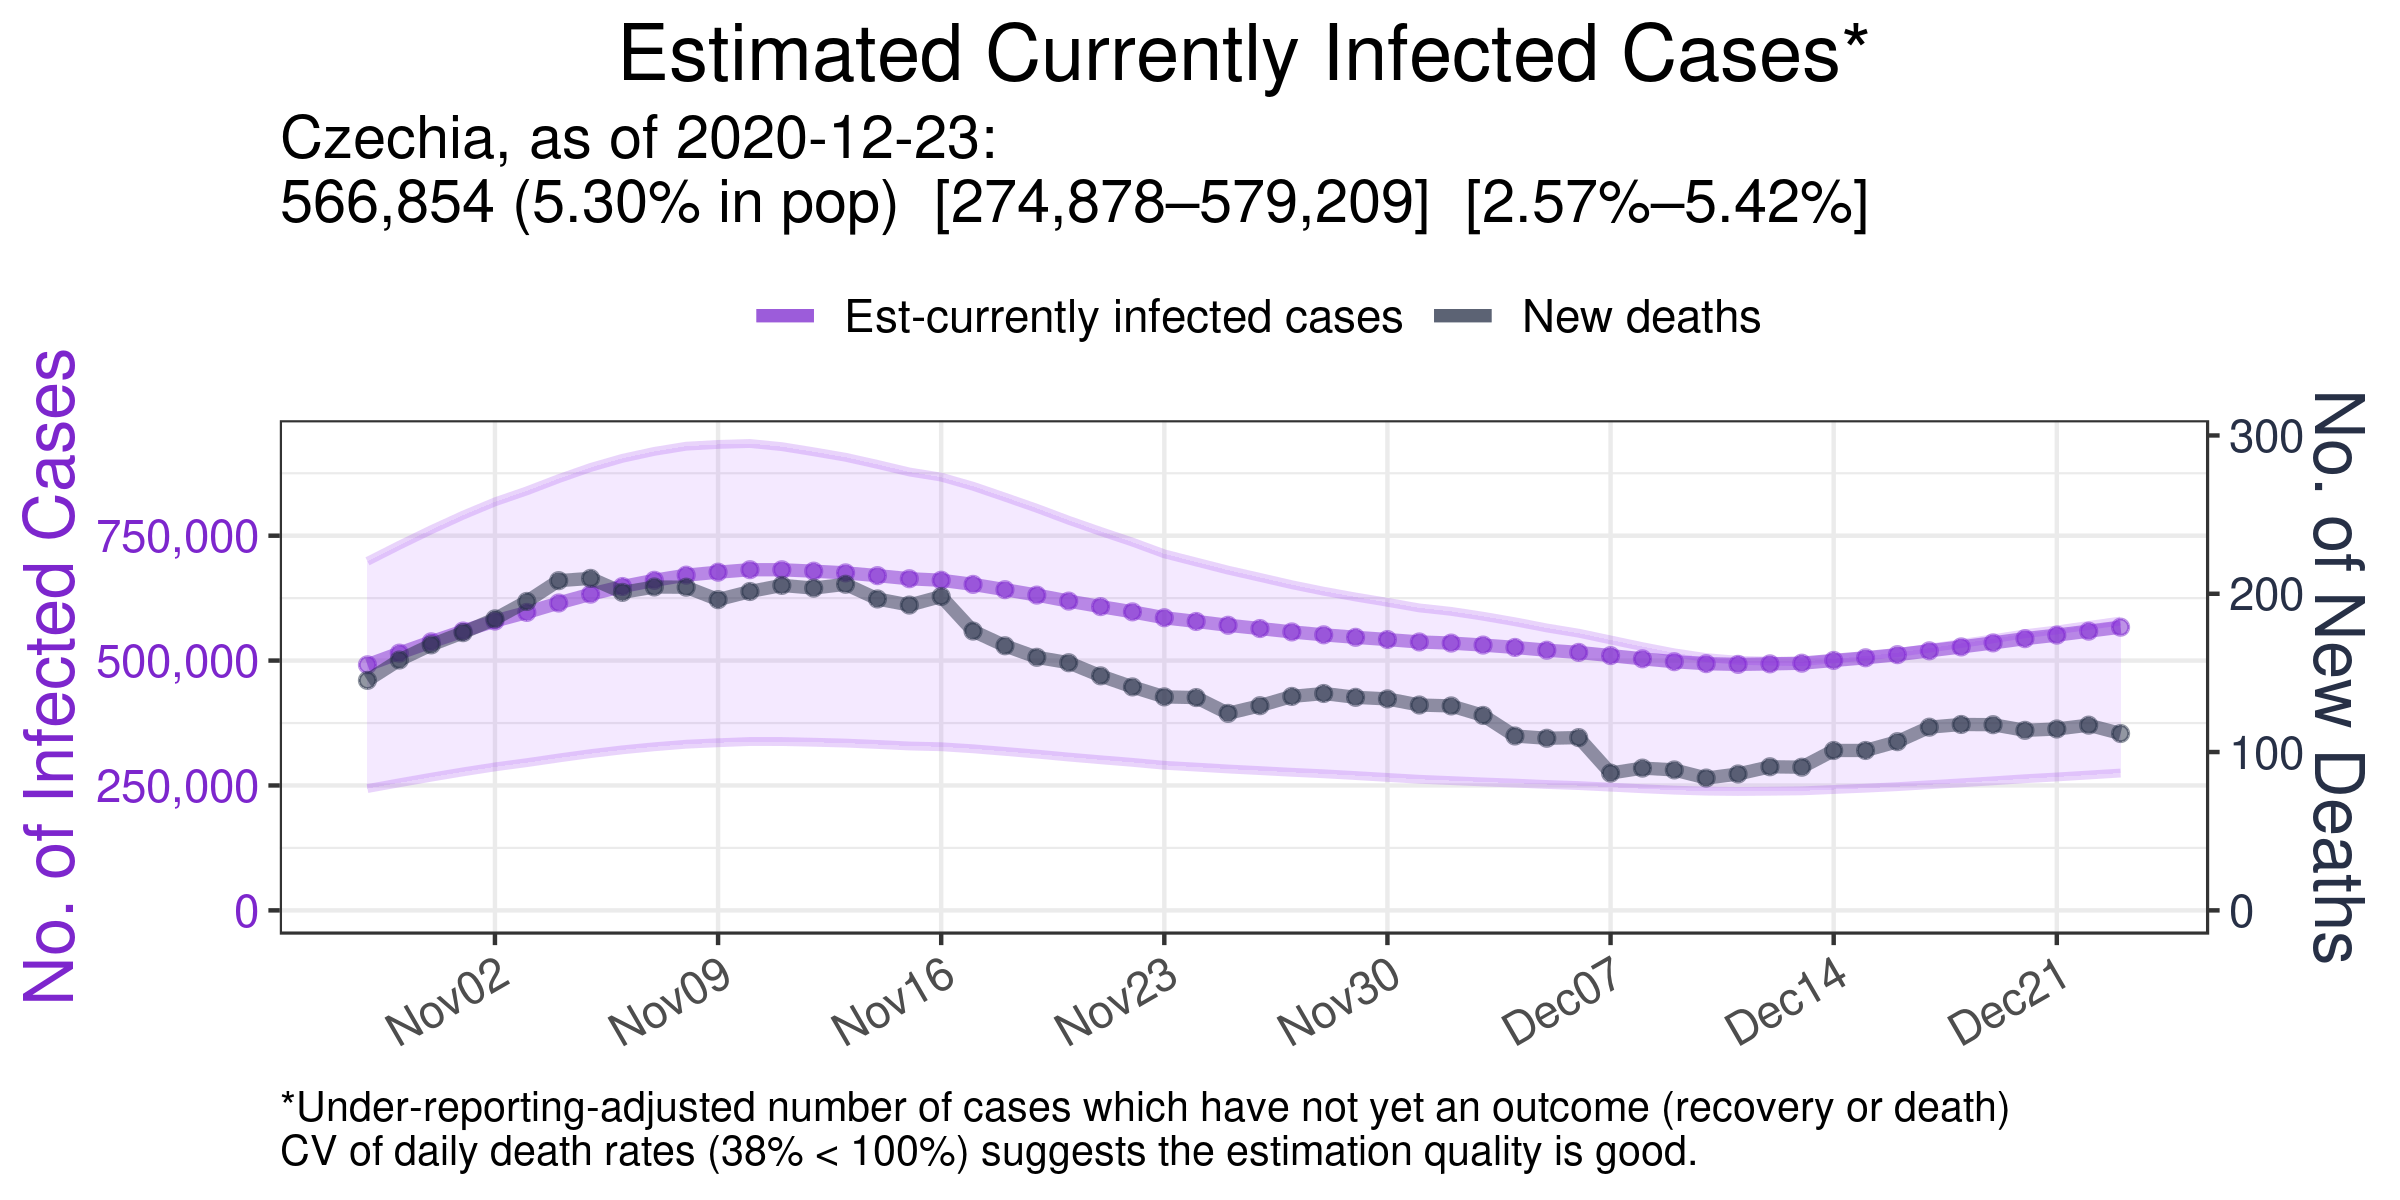 Estimated Currently Infected Cases*
Czechia, as of 2020-12-23:
566,854 (5.30% in pop)  [274,878–579,209]  [2.57%–5.42%]
Est-currently infected cases
New deaths
No. of Infected Cases
750,000
500,000
250,000
0
300
200
100
0
No. of New Deaths
Nov02
Nov09
Nov16
Nov23
Nov30
Dec07
Dec14
Dec21
*Under-reporting-adjusted number of cases which have not yet an outcome (recovery or death)
CV of daily death rates (38% < 100%) suggests the estimation quality is good.